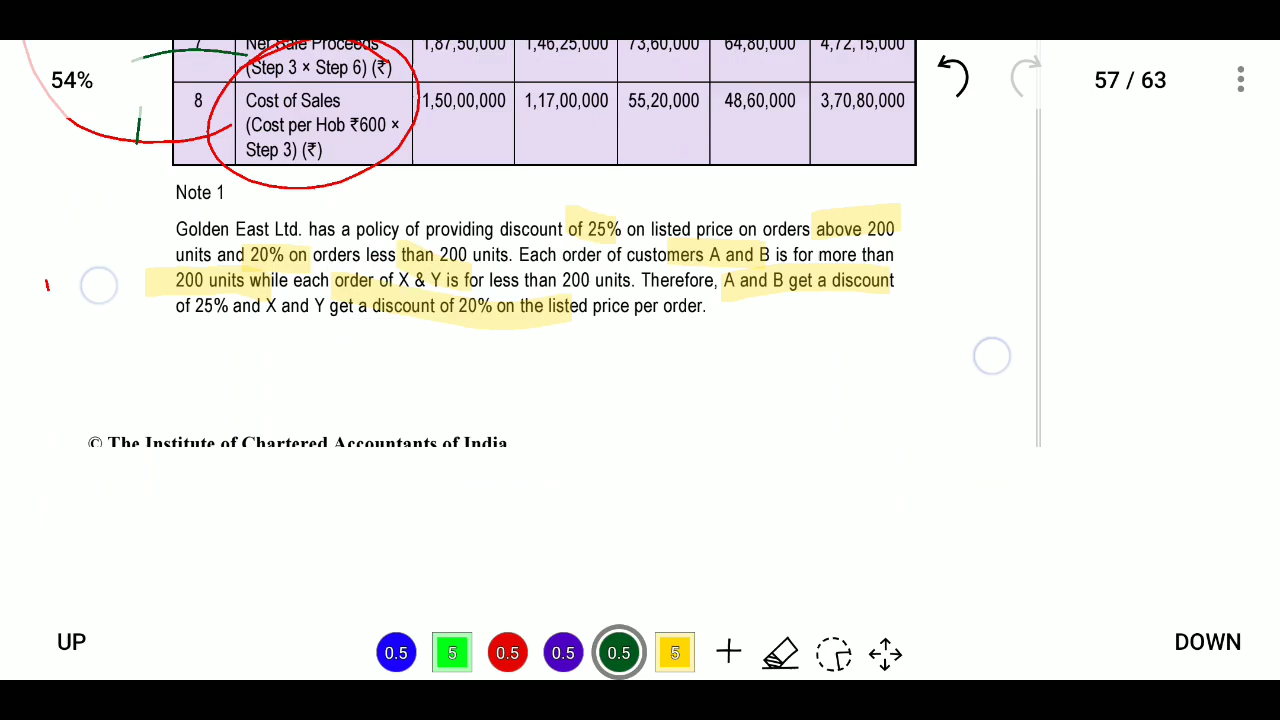 7 Net Sale Proceeds 1,87,50,000 1,46,25,000 73,60,000 64,80,000 4,72,15,000
(Step 3 × Step 6) (₹)
54%
57 / 63
8 Cost of Sales 1,50,00,000 1,17,00,000 55,20,000 48,60,000 3,70,80,000
(Cost per Hob ₹600 ×
Step 3) (₹)
Note 1
Golden East Ltd. has a policy of providing discount of 25% on listed price on orders above 200
units and 20% on orders less than 200 units. Each order of customers A and B is for more than
200 units while each order of X & Y is for less than 200 units. Therefore, A and B get a discount
of 25% and X and Y get a discount of 20% on the listed price per order.
© The Institute of Chartered Accountants of India
UP
0.5 5 0.5 0.5 0.5 5
DOWN